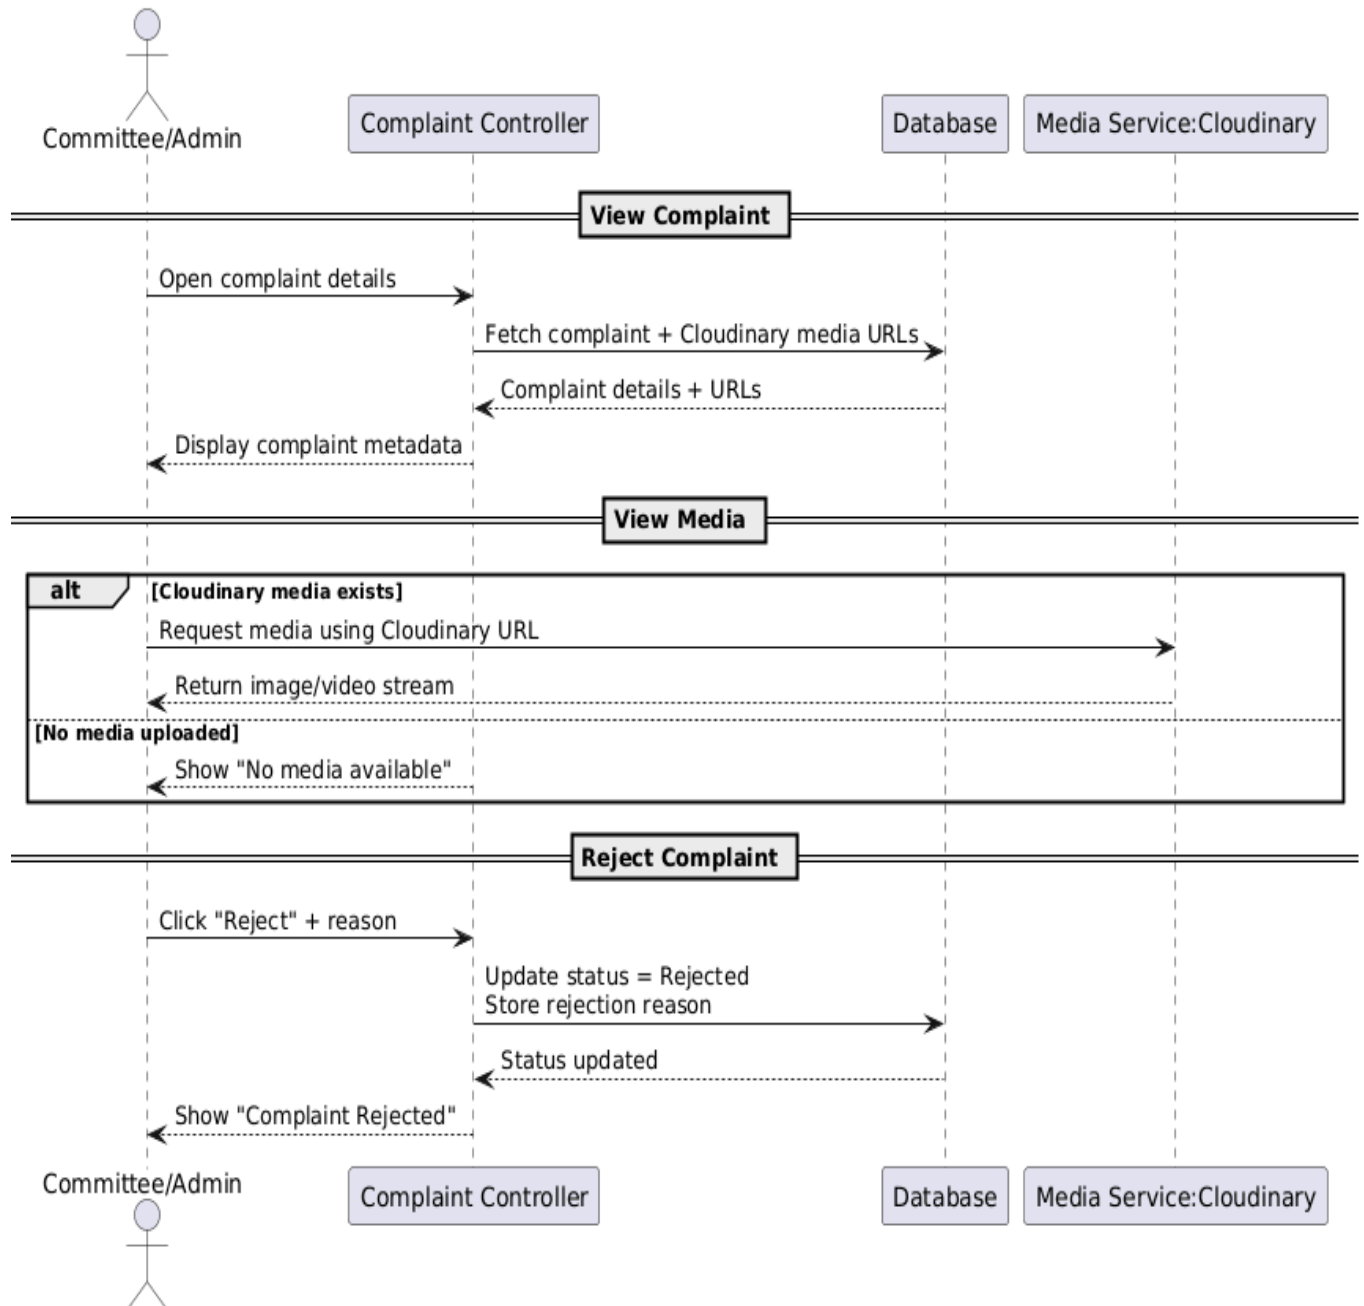 Committee/Admin
Complaint Controller
Database
Media Service:Cloudinary
View Complaint
Open complaint details
Fetch complaint + Cloudinary media URLs
Complaint details + URLs
Display complaint metadata
View Media
alt
[Cloudinary media exists]
Request media using Cloudinary URL
Return image/video stream
[No media uploaded]
Show "No media available"
Reject Complaint
Click "Reject" + reason
Update status = Rejected
Store rejection reason
Status updated
Show "Complaint Rejected"
Committee/Admin
Complaint Controller
Database
Media Service:Cloudinary